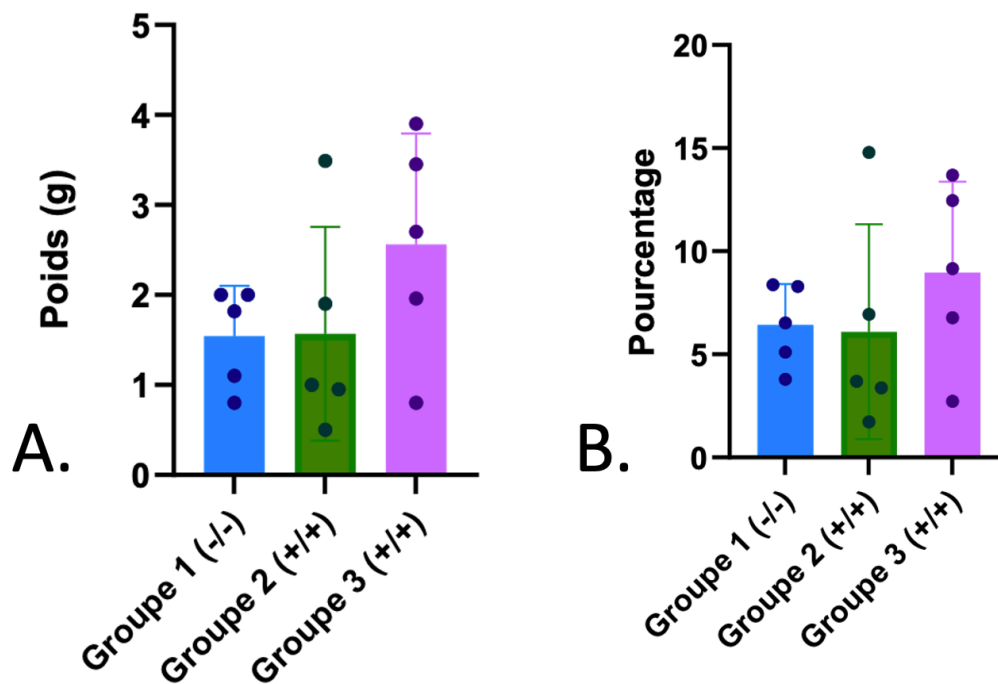 5
4
3
2
1
0
Poids (g)
A.
Groupe 1 (-/-)
Groupe 2 (+/+)
Groupe 3 (+/+)
20
15
10
5
0
Pourcentage
B.
Groupe 1 (-/-)
Groupe 2 (+/+)
Groupe 3 (+/+)